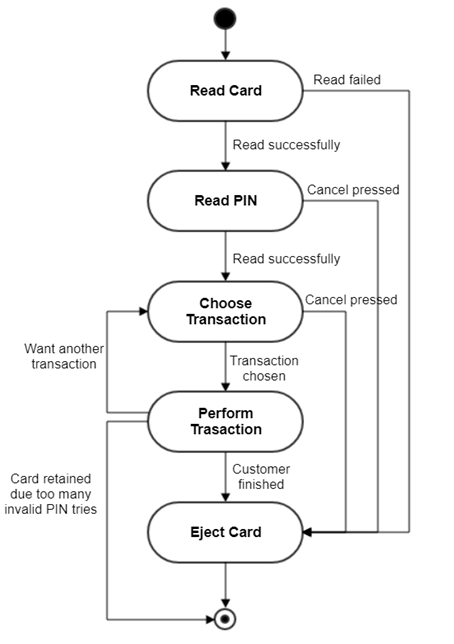 Read Card
Read failed
Read successfully
Read PIN
Cancel pressed
Read successfully
Choose
Transaction
Cancel pressed
Want another
transaction
Transaction
chosen
Perform
Trasaction
Card retained
due too many
invalid PIN tries
Customer
finished
Eject Card